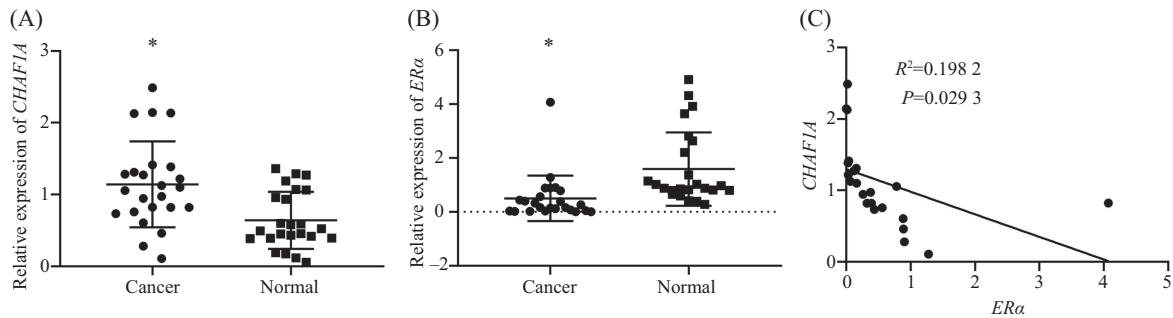 (A)
Relative expression of CHAF1A
3
2
1
0
*
Cancer
Normal
(B)
Relative expression of ERα
6
4
2
0
−2
*
Cancer
Normal
(C)
CHAF1A
3
2
1
0
R²=0.198 2
P=0.029 3
0
1
2
3
4
5
ERα